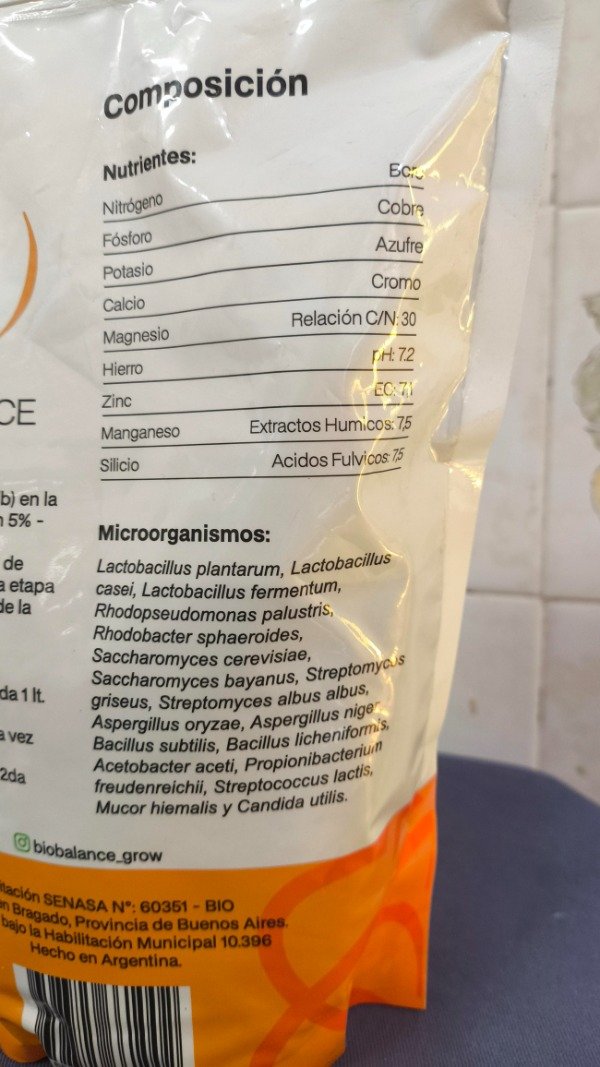 Composición
Nutrientes:
Nitrógeno
Fósforo
Potasio
Calcio
Magnesio
Hierro
Zinc
Manganeso
Silicio
Boro
Cobre
Azufre
Cromo
Relación C/N: 30
pH: 7.2
EC: 7,1
Extractos Humicos: 7,5
Acidos Fulvicos: 7,5
Microorganismos:
Lactobacillus plantarum, Lactobacillus
casei, Lactobacillus fermentum,
Rhodopseudomonas palustris,
Rhodobacter sphaeroides,
Saccharomyces cerevisiae,
Saccharomyces bayanus, Streptomyces
griseus, Streptomyces albus albus,
Aspergillus oryzae, Aspergillus niger,
Bacillus subtilis, Bacillus licheniformis,
Acetobacter aceti, Propionibacterium
freudenreichii, Streptococcus lactis,
Mucor hiemalis y Candida utilis.
CE
b) en la
5% -
de
a etapa
de la
da 1 lt.
a vez
2da
biobalance_grow
itación SENASA N°: 60351 - BIO
en Bragado, Provincia de Buenos Aires.
bajo la Habilitación Municipal 10.396
Hecho en Argentina.